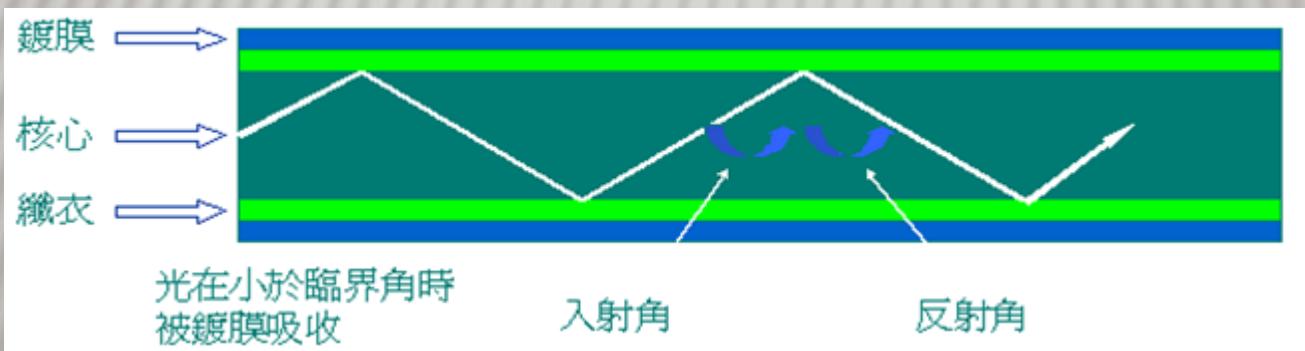 鍍膜
核心
纖衣
光在小於臨界角時
被鍍膜吸收
入射角
反射角